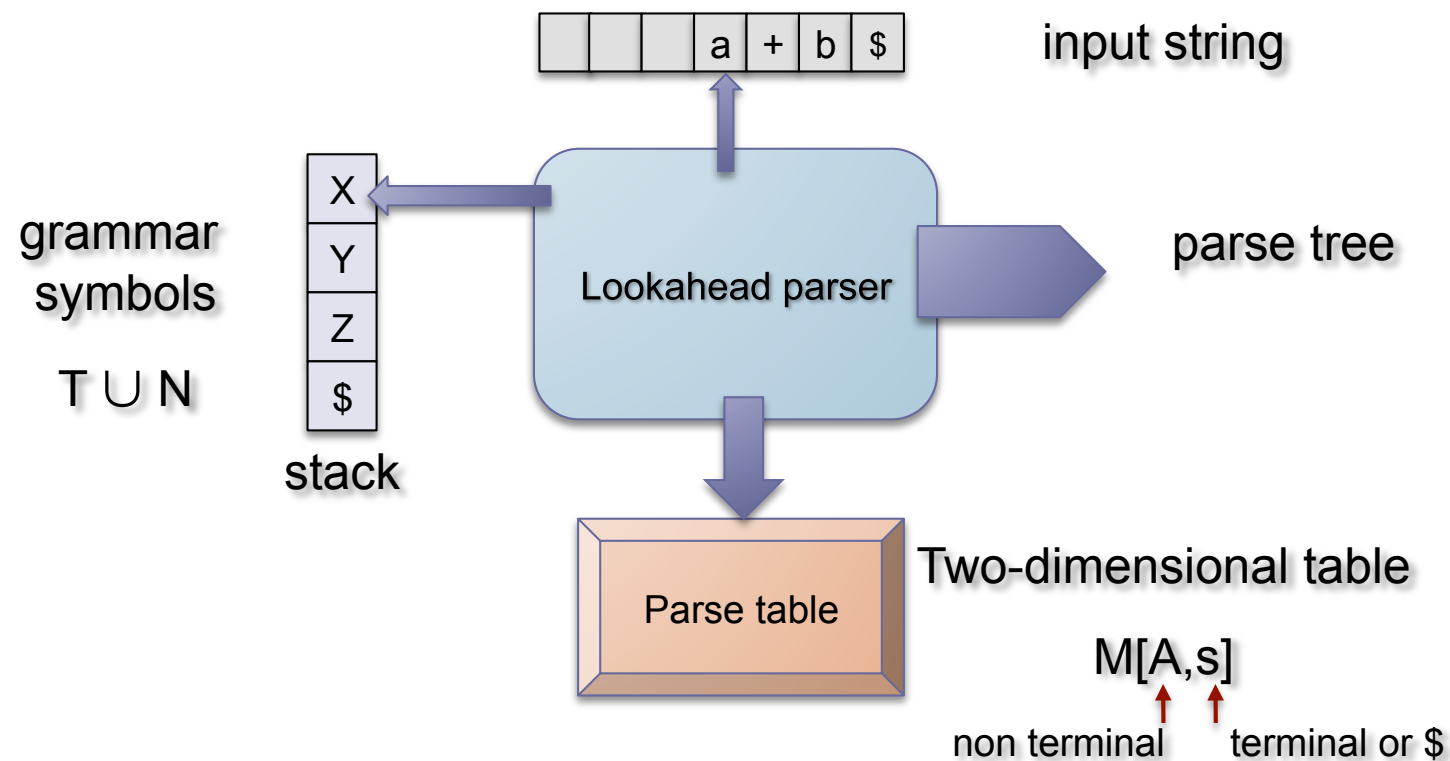 a + b $
input string
X
Y
Z
$
stack
grammar
symbols
T ∪ N
Lookahead parser
parse tree
Parse table
Two-dimensional table
M[A,s]
non terminal
terminal or $